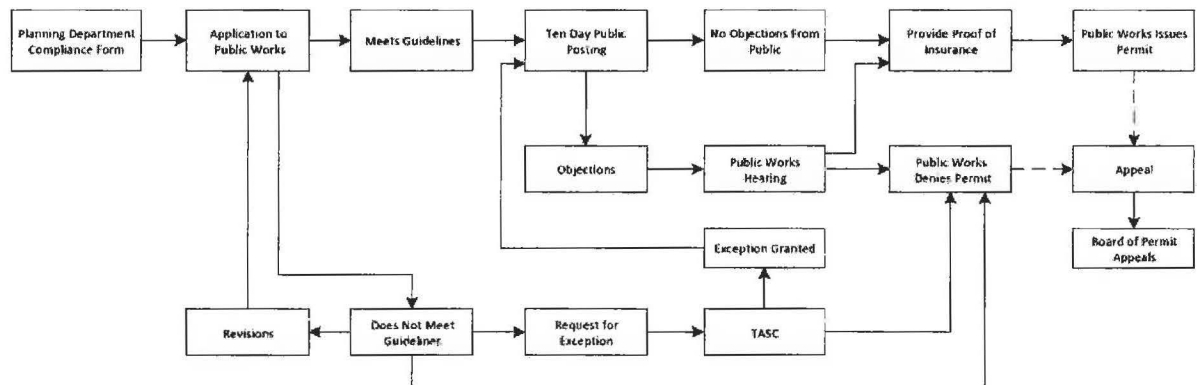 Planning Department
Compliance Form
Application to
Public Works
Meets Guidelines
Ten Day Public
Posting
No Objections From
Public
Provide Proof of
Insurance
Public Works Issues
Permit
Objections
Public Works
Hearing
Public Works
Denies Permit
Appeal
Exception Granted
Board of Permit
Appeals
Revisions
Does Not Meet
Guidelines
Request for
Exception
TASC